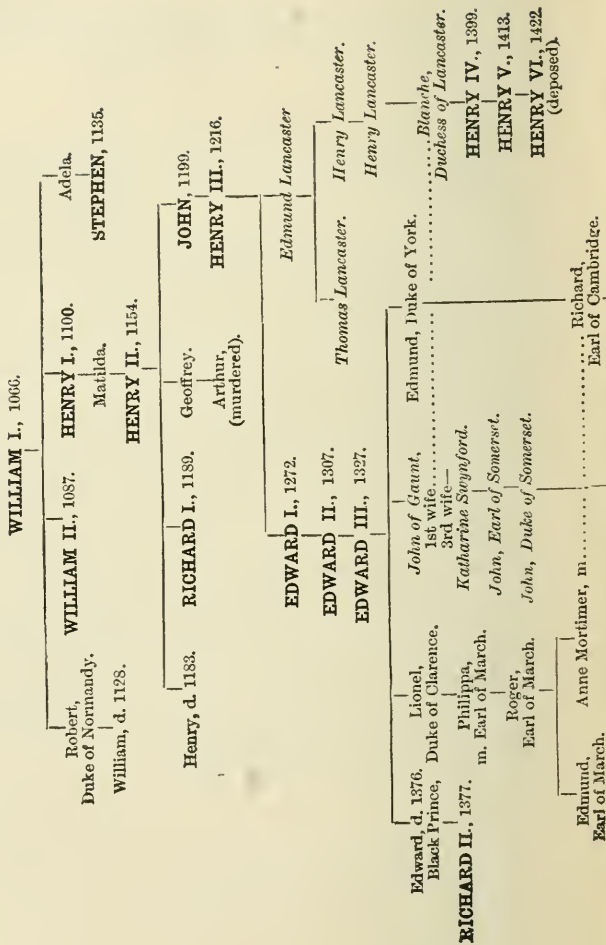 WILLIAM I., 1066.
Robert,
Duke of Normandy.
William, d. 1128.
WILLIAM II., 1087.
HENRY I., 1100.
Matilda.
HENRY II., 1154.
Adela.
STEPHEN, 1135.
Henry, d. 1183.
RICHARD I., 1189.
Geoffrey.
Arthur,
(murdered).
JOHN, 1199.
HENRY III., 1216.
EDWARD I., 1272.
EDWARD II., 1307.
EDWARD III., 1327.
Edmund Lancaster
Thomas Lancaster.
Henry Lancaster.
Henry Lancaster.
Edward, d. 1376.
Black Prince,
RICHARD II., 1377.
Lionel,
Duke of Clarence.
Philippa,
m. Earl of March.
Roger,
Earl of March.
John of Gaunt,
1st wife
3rd wife—
Katharine Swynford.
John, Earl of Somerset.
John, Duke of Somerset.
Edmund, Duke of York.
Blanche,
Duchess of Lancaster.
HENRY IV., 1399.
HENRY V., 1413.
HENRY VI., 1422.
(deposed).
Edmund,
Earl of March.
Anne Mortimer, m.
Richard,
Earl of Cambridge.